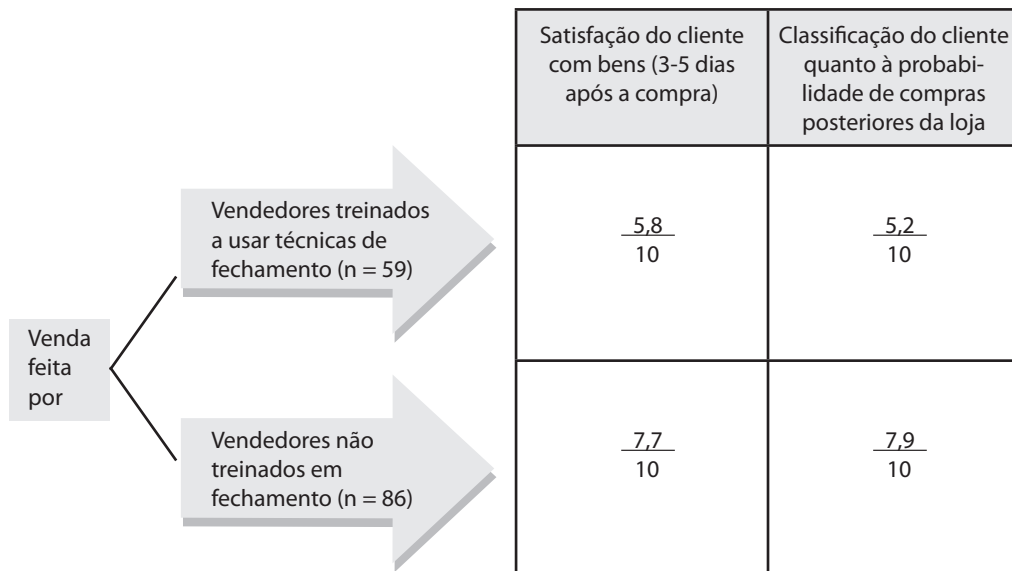 Satisfação do cliente
com bens (3-5 dias
após a compra)
Classificação do cliente
quanto à probabi-
lidade de compras
posteriores da loja
Venda
feita
por
Vendedores treinados
a usar técnicas de
fechamento (n = 59)
5,8
10
5,2
10
Vendedores não
treinados em
fechamento (n = 86)
7,7
10
7,9
10